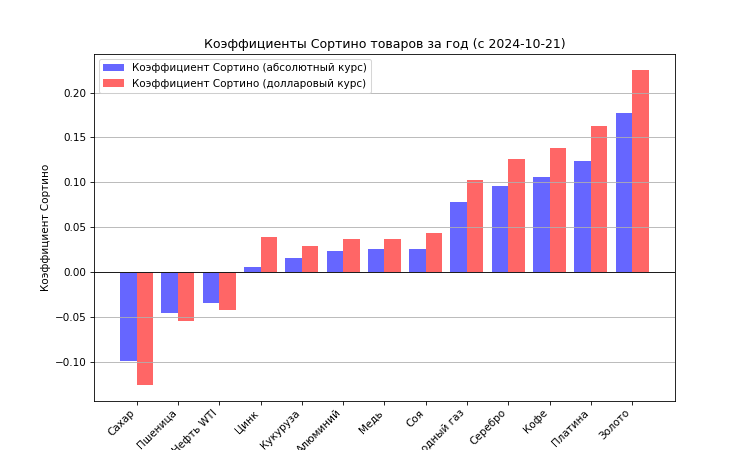 Коэффициенты Сортино товаров за год (с 2024-10-21)
Коэффициент Сортино (абсолютный курс)
Коэффициент Сортино (долларовый курс)
Коэффициент Сортино
0.20
0.15
0.10
0.05
0.00
−0.05
−0.10
Сахар
Пшеница
Нефть WTI
Цинк
Кукуруза
Алюминий
Медь
Соя
одный газ
Серебро
Кофе
Платина
Золото